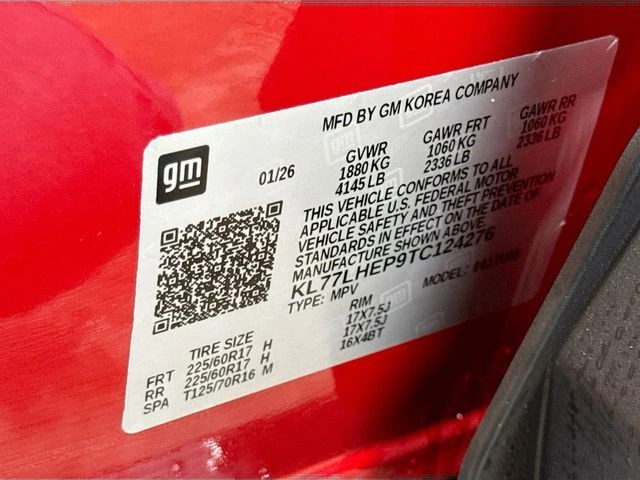 MFD BY GM KOREA COMPANY
gm
01/26
GVWR GAWR FRT GAWR RR
1880 KG 1060 KG 1060 KG
4145 LB 2336 LB 2336 LB
THIS VEHICLE CONFORMS TO ALL
APPLICABLE U.S. FEDERAL MOTOR
VEHICLE SAFETY AND THEFT PREVENTION
STANDARDS IN EFFECT ON THE DATE OF
MANUFACTURE SHOWN ABOVE.
KL77LHEP9TC124276
TYPE: MPV MODEL:
TIRE SIZE RIM
FRT 225/60R17 H 17X7.5J
RR 225/60R17 H 17X7.5J
SPA T125/70R16 M 16X4BT